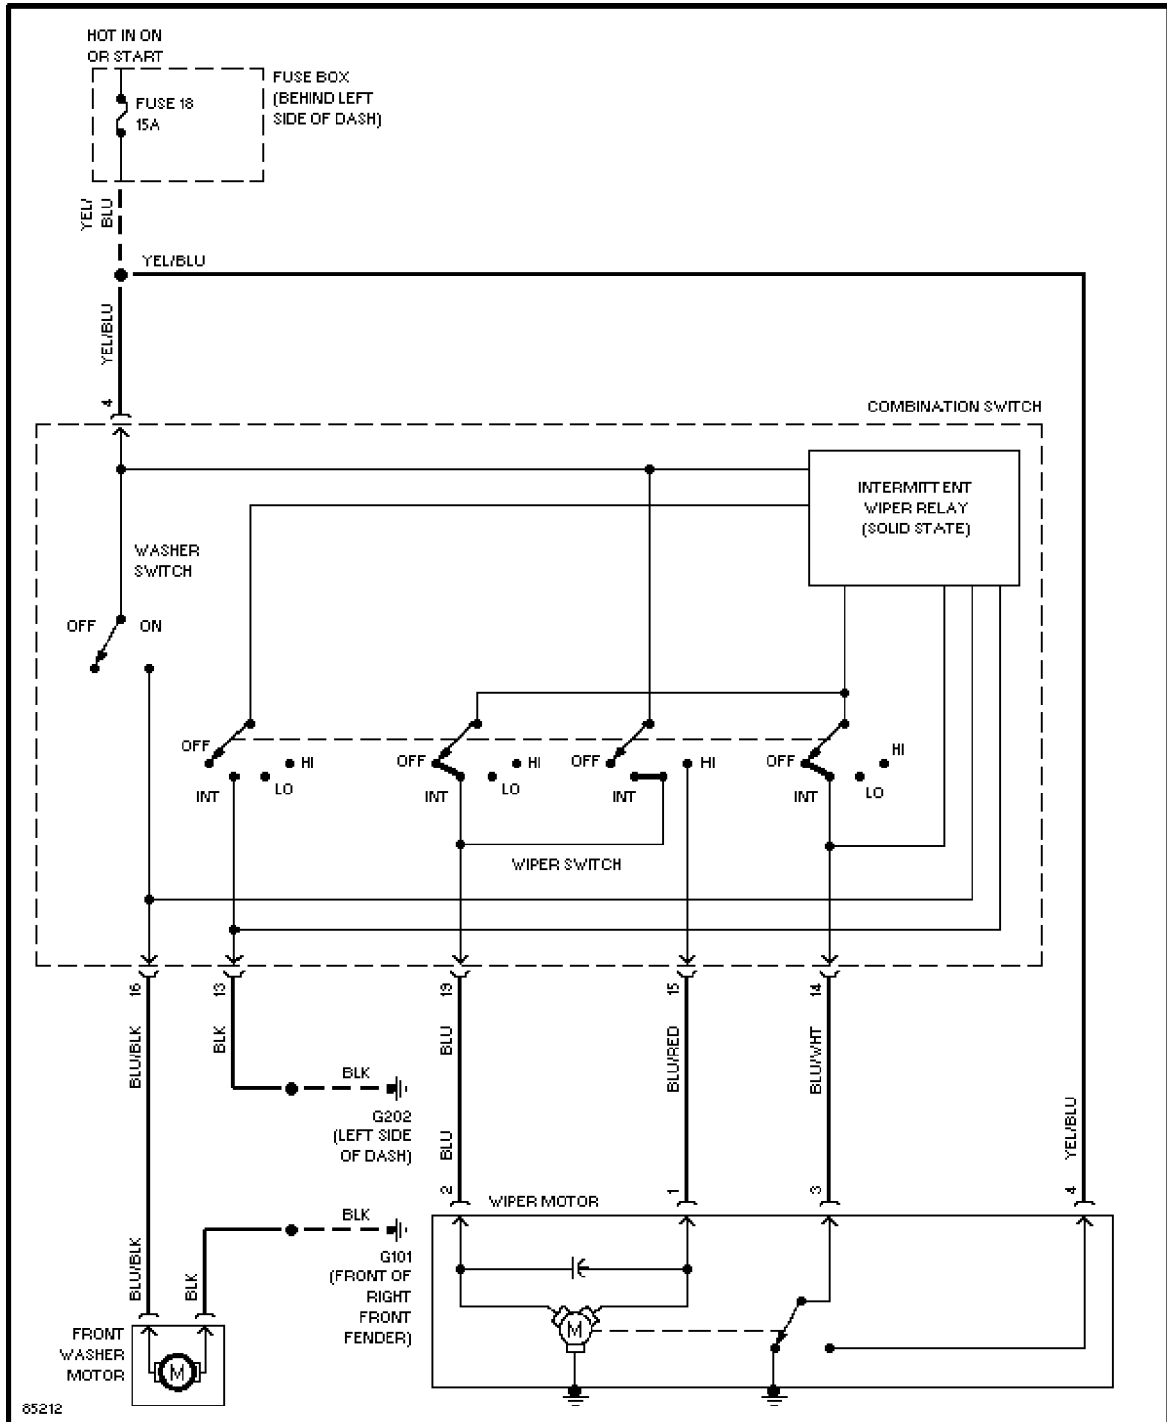 HOT IN ON
OR START
FUSE 18
15A
FUSE BOX
(BEHIND LEFT
SIDE OF DASH)
YEL/
BLU
YEL/BLU
YEL/BLU
4
COMBINATION SWITCH
INTERMITTENT
WIPER RELAY
(SOLID STATE)
WASHER
SWITCH
OFF
ON
OFF
INT
LO
HI
OFF
INT
LO
HI
OFF
INT
HI
OFF
INT
LO
HI
WIPER SWITCH
16
13
19
15
14
BLU/BLK
BLK
BLU
BLU/RED
BLU/WHT
BLK
G202
(LEFT SIDE
OF DASH)
BLU
YEL/BLU
2
1
3
4
WIPER MOTOR
BLK
G101
(FRONT OF
RIGHT
FRONT
FENDER)
BLU/BLK
BLK
M
FRONT
WASHER
MOTOR
M
85212